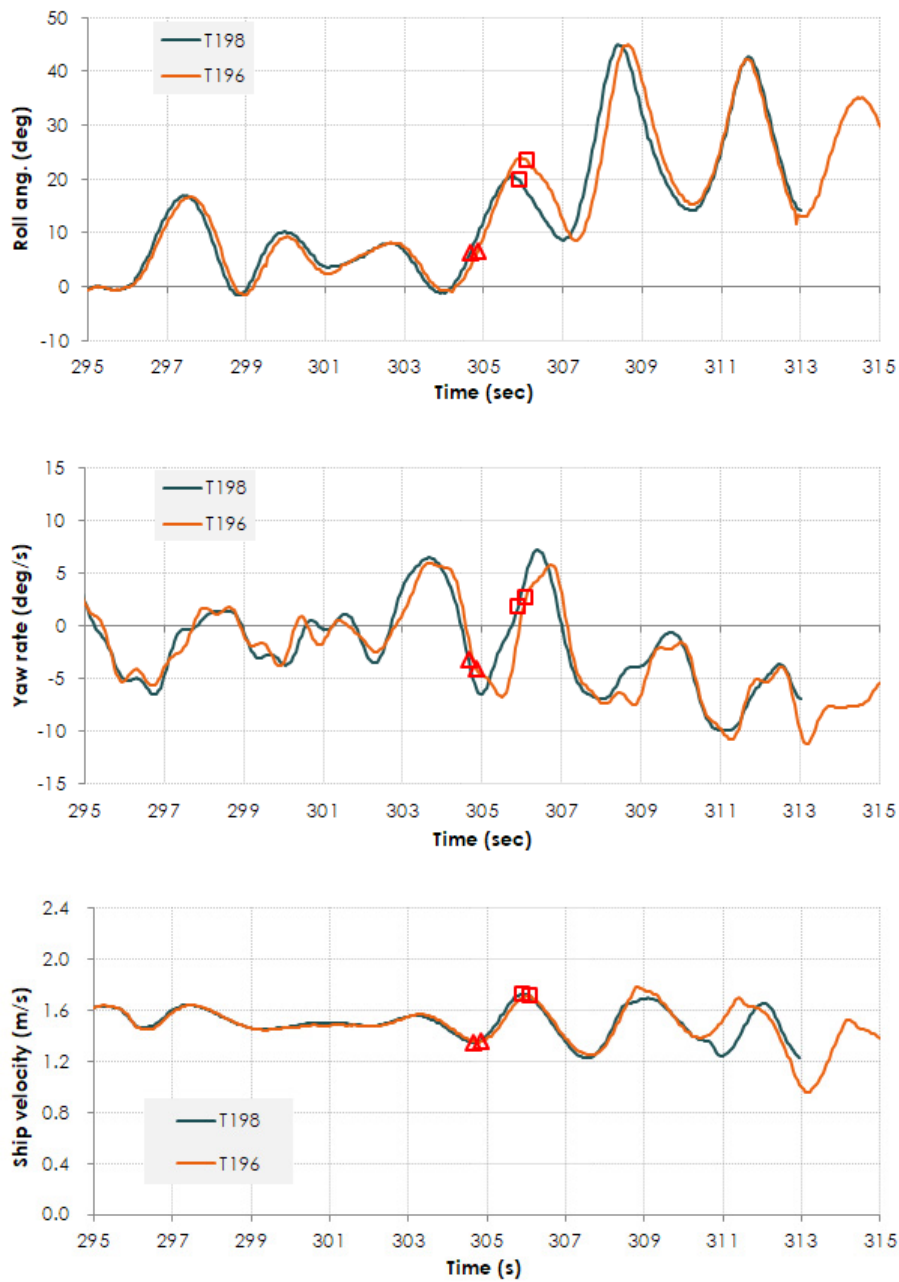 50
40
30
20
10
0
-10
Roll ang. (deg)
T198
T196
295 297 299 301 303 305 307 309 311 313 315
Time (sec)
15
10
5
0
-5
-10
-15
Yaw rate (deg/s)
T198
T196
295 297 299 301 303 305 307 309 311 313 315
Time (sec)
2.4
2.0
1.6
1.2
0.8
0.4
0.0
Ship velocity (m/s)
T198
T196
295 297 299 301 303 305 307 309 311 313 315
Time (s)